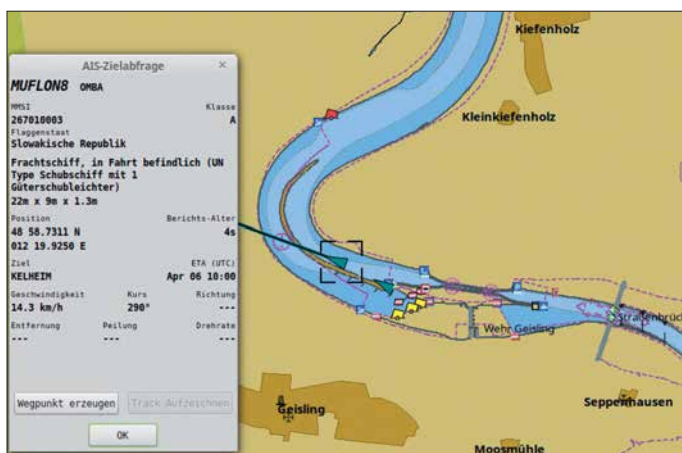 AIS-Zielabfrage ×
MUFLON8 OMBA
MMSI Klasse
267010003 A
Flaggenstaat
Slowakische Republik
Frachtschiff, in Fahrt befindlich (UN
Type Schubschiff mit 1
Güterschubleichter)
22m x 9m x 1.3m
Position Berichts-Alter
48 58.7311 N 4s
012 19.9250 E
Ziel ETA (UTC)
KELHEIM Apr 06 10:00
Geschwindigkeit Kurs Richtung
14.3 km/h 290° ---
Entfernung Peilung Drehrate
--- --- ---
Wegpunkt erzeugen Track Aufzeichnen
OK
Kiefenholz
Kleinkiefenholz
Wehr Geisling
Straßenbrück
Geisling
Seppenhausen
Moosmühle